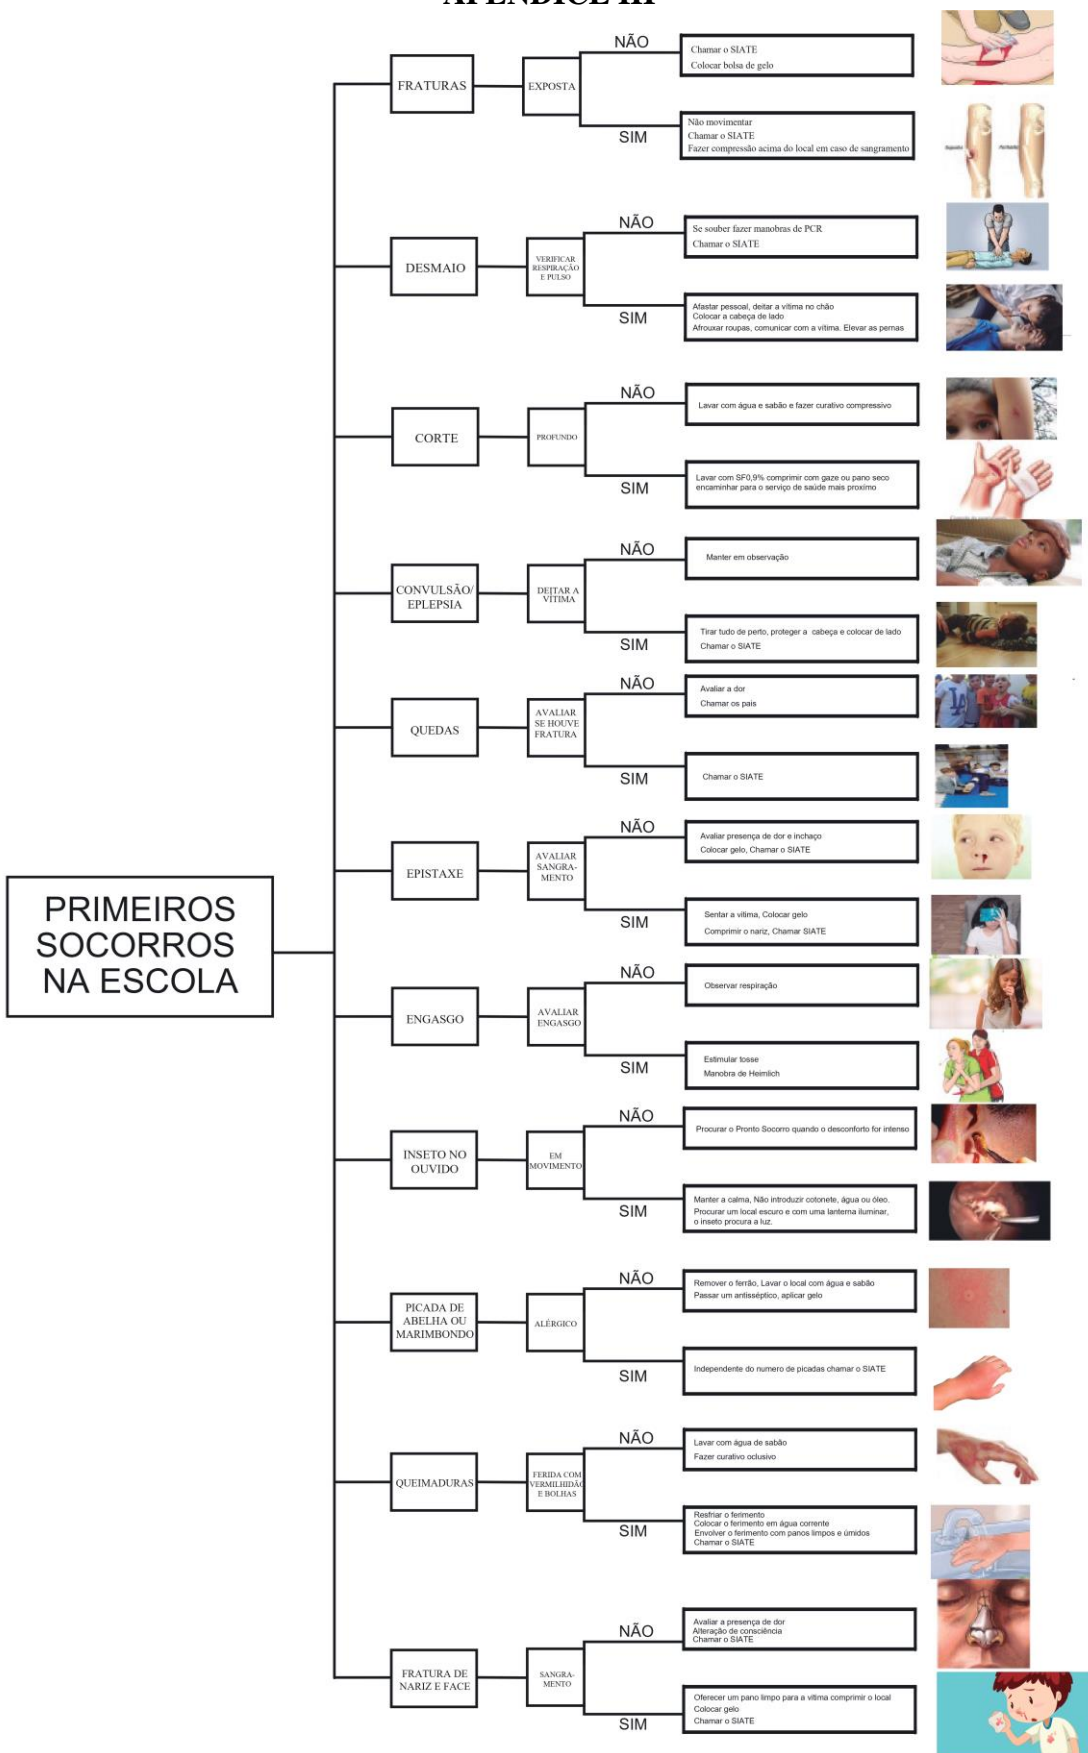 APÊNDICE III
PRIMEIROS
SOCORROS
NA ESCOLA
FRATURAS
EXPOSTA
NÃO
Chamar o SIATE
Colocar bolsa de gelo
SIM
Não movimentar
Chamar o SIATE
Fazer compressão acima do local em caso de sangramento
DESMAIO
VERIFICAR
RESPIRAÇÃO
E PULSO
NÃO
Se souber fazer manobras de PCR
Chamar o SIATE
SIM
Afastar pessoal, deitar a vítima no chão
Colocar a cabeça de lado
Afrouxar roupas, comunicar com a vítima. Elevar as pernas
CORTE
PROFUNDO
NÃO
Lavar com água e sabão e fazer curativo compressivo
SIM
Lavar com SF0,9% comprimir com gaze ou pano seco
encaminhar para o serviço de saúde mais proxímo
CONVULSÃO/
EPLEPSIA
DEITAR A
VÍTIMA
NÃO
Manter em observação
SIM
Tirar tudo de perto, proteger a cabeça e colocar de lado
Chamar o SIATE
QUEDAS
AVALIAR
SE HOUVE
FRATURA
NÃO
Avaliar a dor
Chamar os pais
SIM
Chamar o SIATE
EPISTAXE
AVALIAR
SANGRA-
MENTO
NÃO
Avaliar presença de dor e inchaço
Colocar gelo, Chamar o SIATE
SIM
Sentar a vítima, Colocar gelo
Comprimir o nariz, Chamar SIATE
ENGASGO
AVALIAR
ENGASGO
NÃO
Observar respiração
SIM
Estimular tosse
Manobra de Heimlich
INSETO NO
OUVIDO
EM
MOVIMENTO
NÃO
Procurar o Pronto Socorro quando o desconforto for intenso
SIM
Manter a calma, Não introduzir cotonete, água ou óleo.
Procurar um local escuro e com uma lanterna iluminar,
o inseto procura a luz.
PICADA DE
ABELHA OU
MARIMBONDO
ALÉRGICO
NÃO
Remover o ferrão, Lavar o local com água e sabão
Passar um antisséptico, aplicar gelo
SIM
Independente do numero de picadas chamar o SIATE
QUEIMADURAS
FERIDA COM
VERMILHIDÃO
E BOLHAS
NÃO
Lavar com água de sabão
Fazer curativo oclusivo
SIM
Resfriar o ferimento
Colocar o ferimento em água corrente
Envolver o ferimento com panos limpos e úmidos
Chamar o SIATE
FRATURA DE
NARIZ E FACE
SANGRA-
MENTO
NÃO
Avaliar a presença de dor
Alteração de consciência
Chamar o SIATE
SIM
Oferecer um pano limpo para a vítima comprimir o local
Colocar gelo
Chamar o SIATE